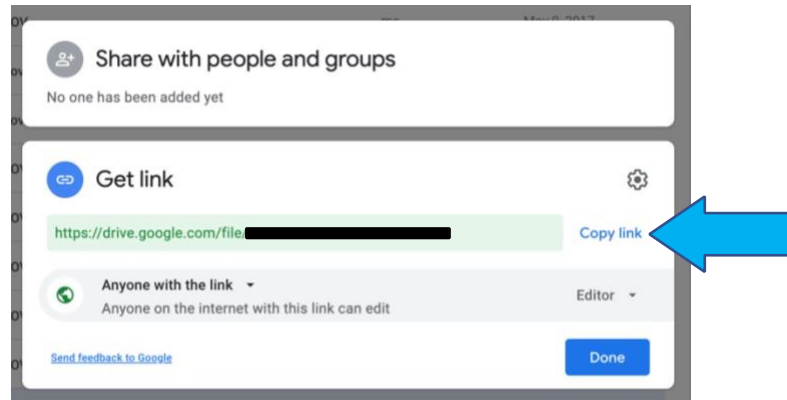 Share with people and groups
No one has been added yet
Get link
https://drive.google.com/file/
Copy link
Anyone with the link
Anyone on the internet with this link can edit
Editor
Send feedback to Google
Done